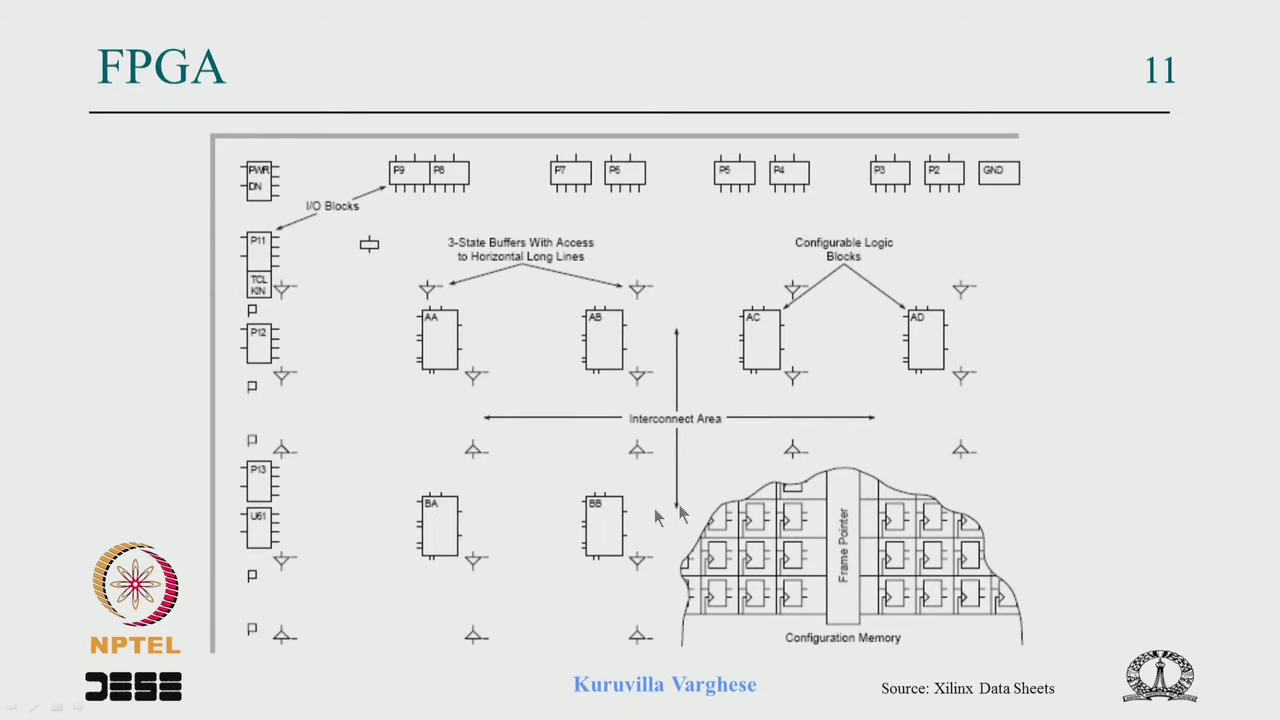 FPGA
11
PWR
DN
P9
P8
P7
P6
P5
P4
P3
P2
GND
I/O Blocks
P11
TCL
KIN
3-State Buffers With Access
to Horizontal Long Lines
Configurable Logic
Blocks
P12
AA
AB
AC
AD
Interconnect Area
P13
U61
BA
BB
Frame Pointer
Configuration Memory
NPTEL
DESE
Kuruvilla Varghese
Source: Xilinx Data Sheets